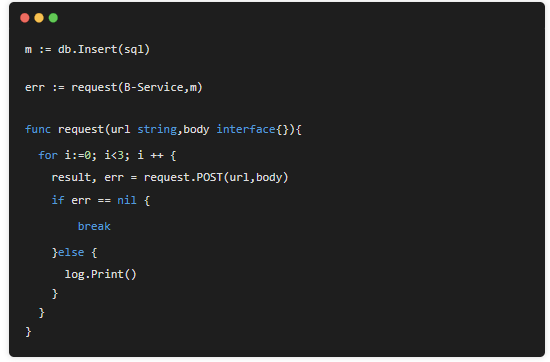 m := db.Insert(sql)
err := request(B-Service,m)
func request(url string,body interface{}){
for i:=0; i<3; i ++ {
result, err = request.POST(url,body)
if err == nil {
break
}else {
log.Print()
}
}
}